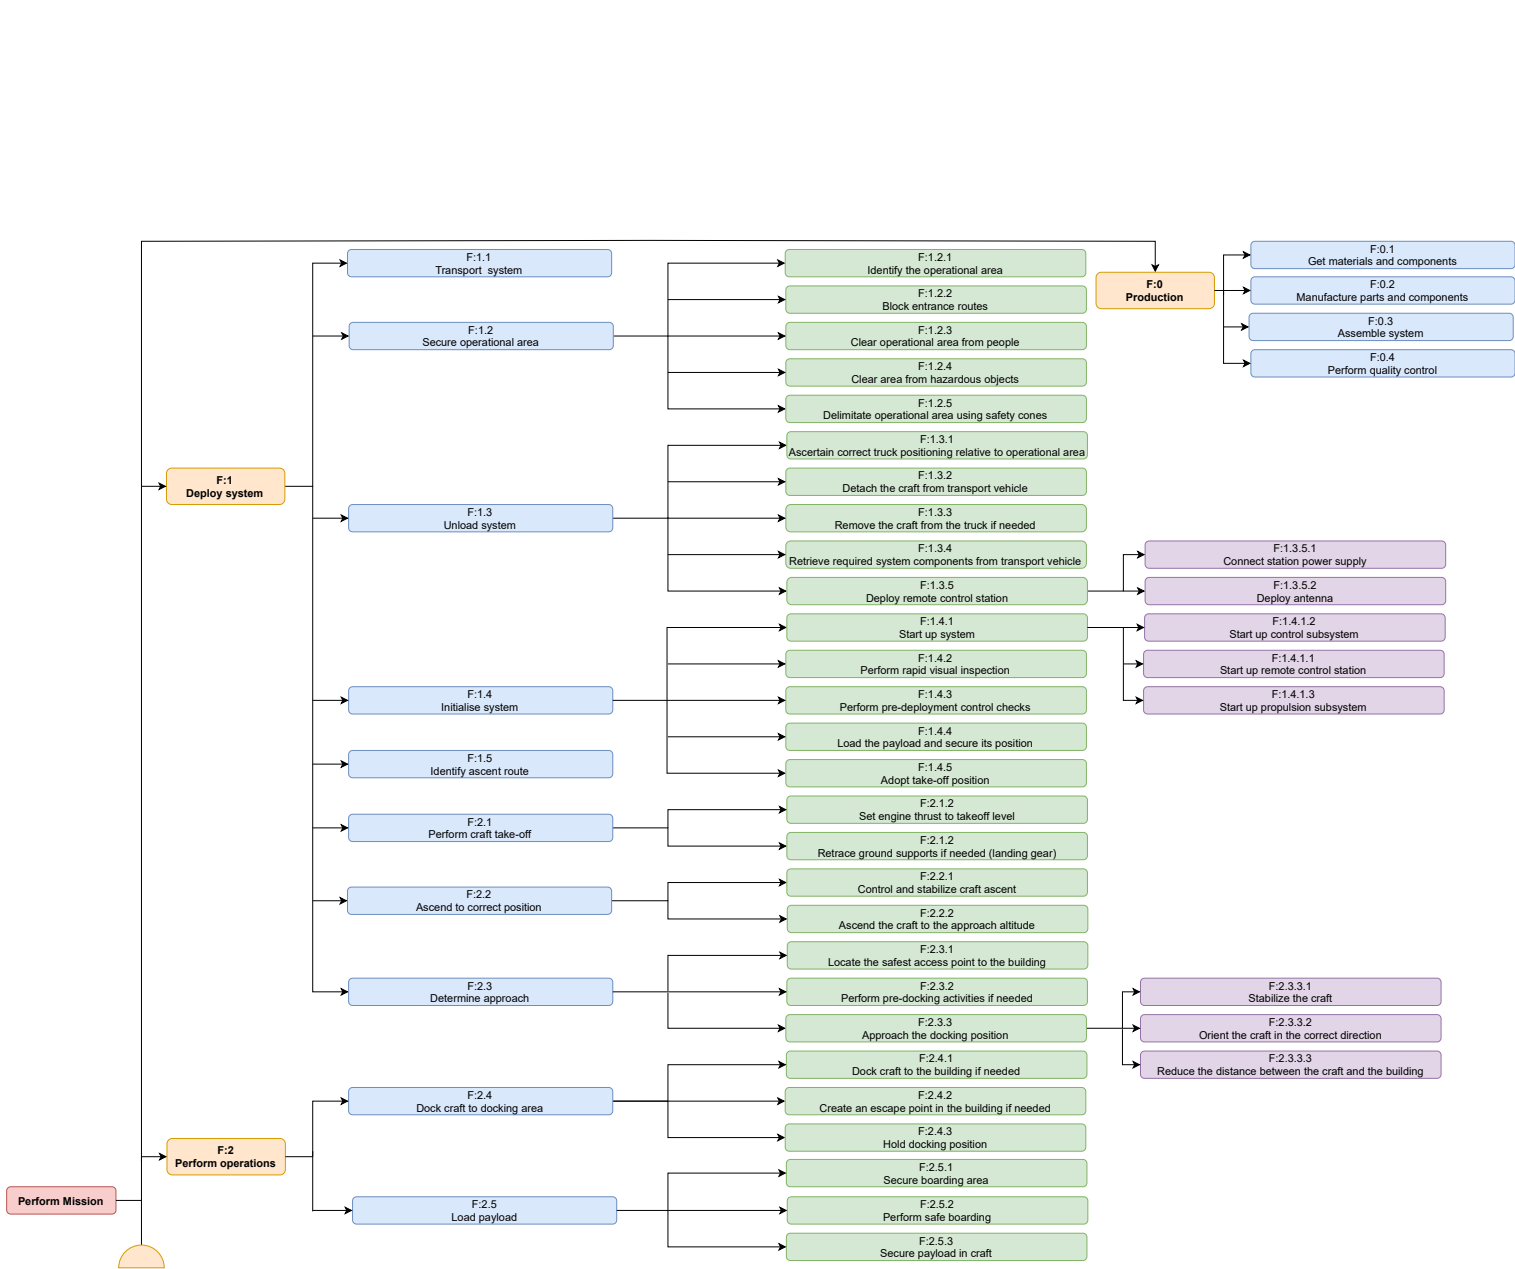 F:1.1
Transport  system
F:1.2
Secure operational area
F:1.2.1
Identify the operational area
F:1.2.2
Block entrance routes
F:1.2.3
Clear operational area from people
F:1.2.4
Clear area from hazardous objects
F:1.2.5
Delimitate operational area using safety cones
F:0
Production
F:0.1
Get materials and components
F:0.2
Manufacture parts and components
F:0.3
Assemble system
F:0.4
Perform quality control
F:1
Deploy system
F:1.3
Unload system
F:1.3.1
Ascertain correct truck positioning relative to operational area
F:1.3.2
Detach the craft from transport vehicle
F:1.3.3
Remove the craft from the truck if needed
F:1.3.4
Retrieve required system components from transport vehicle
F:1.3.5
Deploy remote control station
F:1.3.5.1
Connect station power supply
F:1.3.5.2
Deploy antenna
F:1.4
Initialise system
F:1.4.1
Start up system
F:1.4.2
Perform rapid visual inspection
F:1.4.3
Perform pre-deployment control checks
F:1.4.4
Load the payload and secure its position
F:1.4.5
Adopt take-off position
F:1.4.1.2
Start up control subsystem
F:1.4.1.1
Start up remote control station
F:1.4.1.3
Start up propulsion subsystem
F:1.5
Identify ascent route
F:2.1
Perform craft take-off
F:2.1.2
Set engine thrust to takeoff level
F:2.1.2
Retrace ground supports if needed (landing gear)
F:2.2
Ascend to correct position
F:2.2.1
Control and stabilize craft ascent
F:2.2.2
Ascend the craft to the approach altitude
F:2.3
Determine approach
F:2.3.1
Locate the safest access point to the building
F:2.3.2
Perform pre-docking activities if needed
F:2.3.3
Approach the docking position
F:2.3.3.1
Stabilize the craft
F:2.3.3.2
Orient the craft in the correct direction
F:2.3.3.3
Reduce the distance between the craft and the building
F:2
Perform operations
F:2.4
Dock craft to docking area
F:2.4.1
Dock craft to the building if needed
F:2.4.2
Create an escape point in the building if needed
F:2.4.3
Hold docking position
F:2.5
Load payload
F:2.5.1
Secure boarding area
F:2.5.2
Perform safe boarding
F:2.5.3
Secure payload in craft
Perform Mission